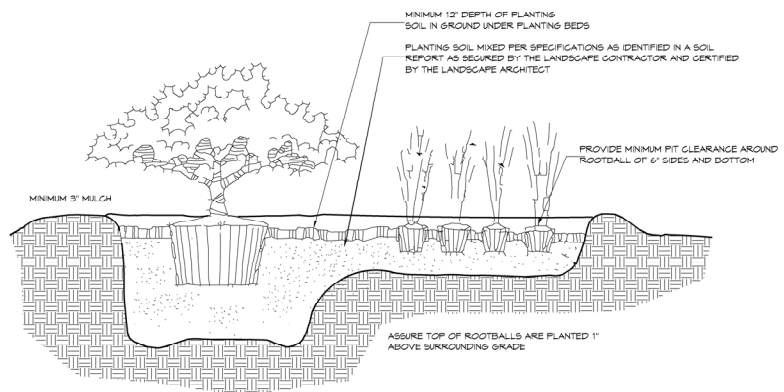 MINIMUM 12" DEPTH OF PLANTING
SOIL IN GROUND UNDER PLANTING BEDS
PLANTING SOIL MIXED PER SPECIFICATIONS AS IDENTIFIED IN A SOIL
REPORT AS SECURED BY THE LANDSCAPE CONTRACTOR AND CERTIFIED
BY THE LANDSCAPE ARCHITECT
PROVIDE MINIMUM PIT CLEARANCE AROUND
ROOTBALL OF 6" SIDES AND BOTTOM
MINIMUM 3" MULCH
ASSURE TOP OF ROOTBALLS ARE PLANTED 1"
ABOVE SURROUNDING GRADE